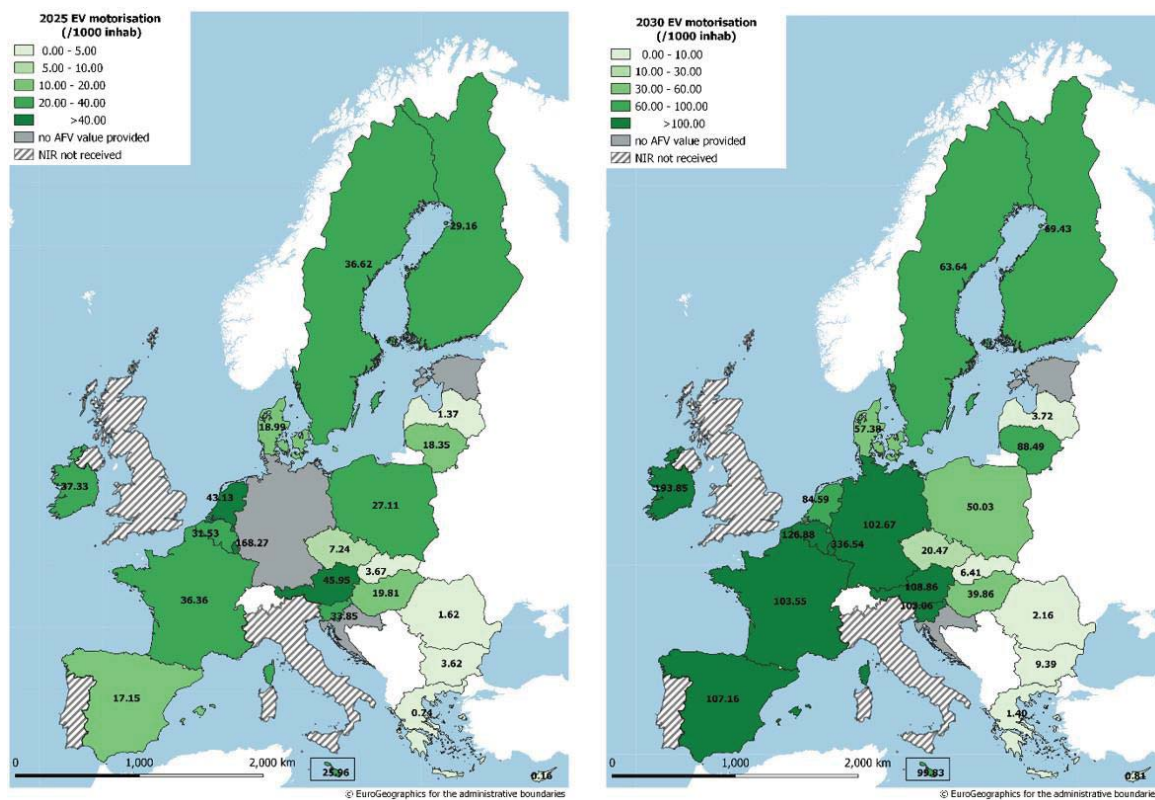 2025 EV motorisation
(/1000 inhab)
0.00 - 5.00
5.00 - 10.00
10.00 - 20.00
20.00 - 40.00
>40.00
no AFV value provided
NIR not received
29.16
36.62
1.37
18.99
18.35
37.33
43.13
27.11
31.53
168.27
7.24
3.67
45.95
19.81
36.36
33.85
1.62
3.62
17.15
0.74
25.96
0.16
0
1,000
2,000 km
© EuroGeographics for the administrative boundaries
2030 EV motorisation
(/1000 inhab)
0.00 - 10.00
10.00 - 30.00
30.00 - 60.00
60.00 - 100.00
>100.00
no AFV value provided
NIR not received
69.43
63.64
3.72
57.38
88.49
193.85
84.59
50.03
102.67
126.88
336.54
20.47
6.41
108.86
39.86
103.55
102.06
2.16
9.39
107.16
1.40
99.83
0.81
0
1,000
2,000 km
© EuroGeographics for the administrative boundaries